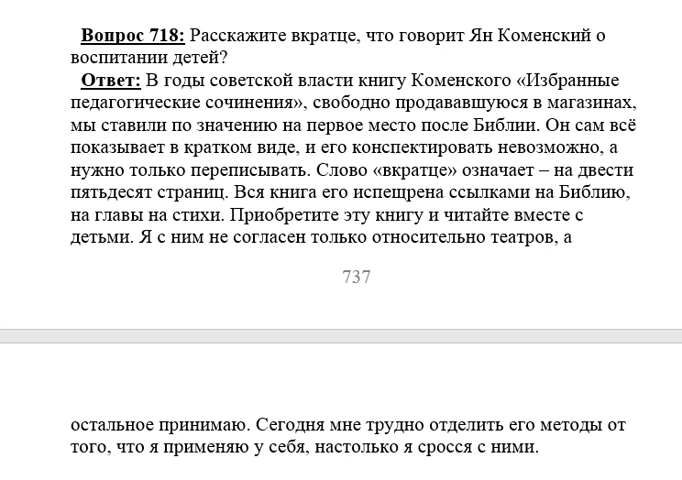 Вопрос 718: Расскажите вкратце, что говорит Ян Коменский о
воспитании детей?
Ответ: В годы советской власти книгу Коменского «Избранные
педагогические сочинения», свободно продававшуюся в магазинах,
мы ставили по значению на первое место после Библии. Он сам всё
показывает в кратком виде, и его конспектировать невозможно, а
нужно только переписывать. Слово «вкратце» означает – на двести
пятьдесят страниц. Вся книга его испещрена ссылками на Библию,
на главы на стихи. Приобретите эту книгу и читайте вместе с
детьми. Я с ним не согласен только относительно театров, а
737
остальное принимаю. Сегодня мне трудно отделить его методы от
того, что я применяю у себя, настолько я сросся с ними.